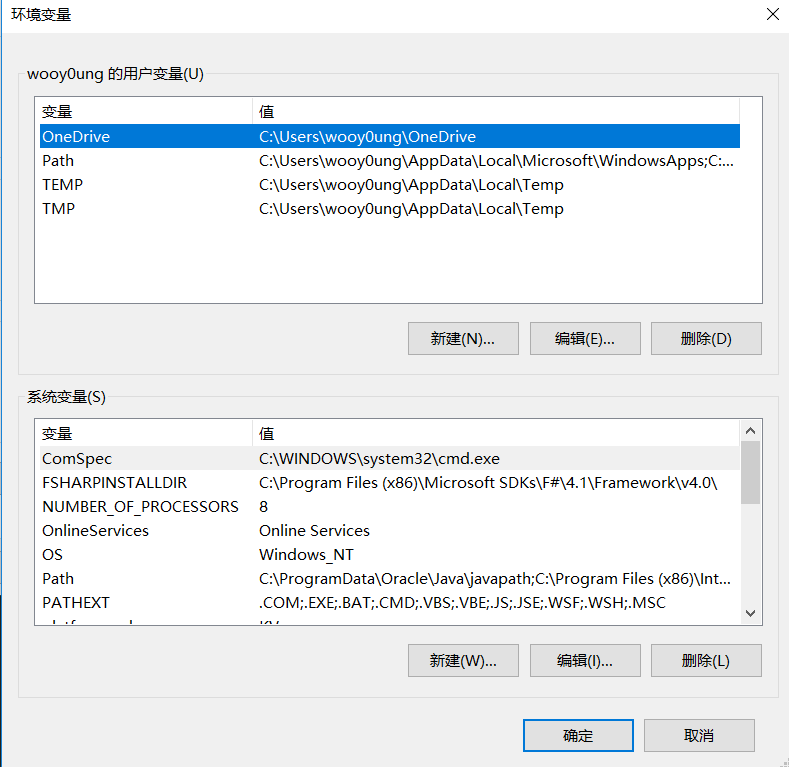 环境变量
wooy0ung 的用户变量(U)
变量 值
OneDrive C:\Users\wooy0ung\OneDrive
Path C:\Users\wooy0ung\AppData\Local\Microsoft\WindowsApps;C:...
TEMP C:\Users\wooy0ung\AppData\Local\Temp
TMP C:\Users\wooy0ung\AppData\Local\Temp
新建(N)... 编辑(E)... 删除(D)
系统变量(S)
变量 值
ComSpec C:\WINDOWS\system32\cmd.exe
FSHARPINSTALLDIR C:\Program Files (x86)\Microsoft SDKs\F#\4.1\Framework\v4.0\
NUMBER_OF_PROCESSORS 8
OnlineServices Online Services
OS Windows_NT
Path C:\ProgramData\Oracle\Java\javapath;C:\Program Files (x86)\Int...
PATHEXT .COM;.EXE;.BAT;.CMD;.VBS;.VBE;.JS;.JSE;.WSF;.WSH;.MSC
新建(W)... 编辑(I)... 删除(L)
确定 取消